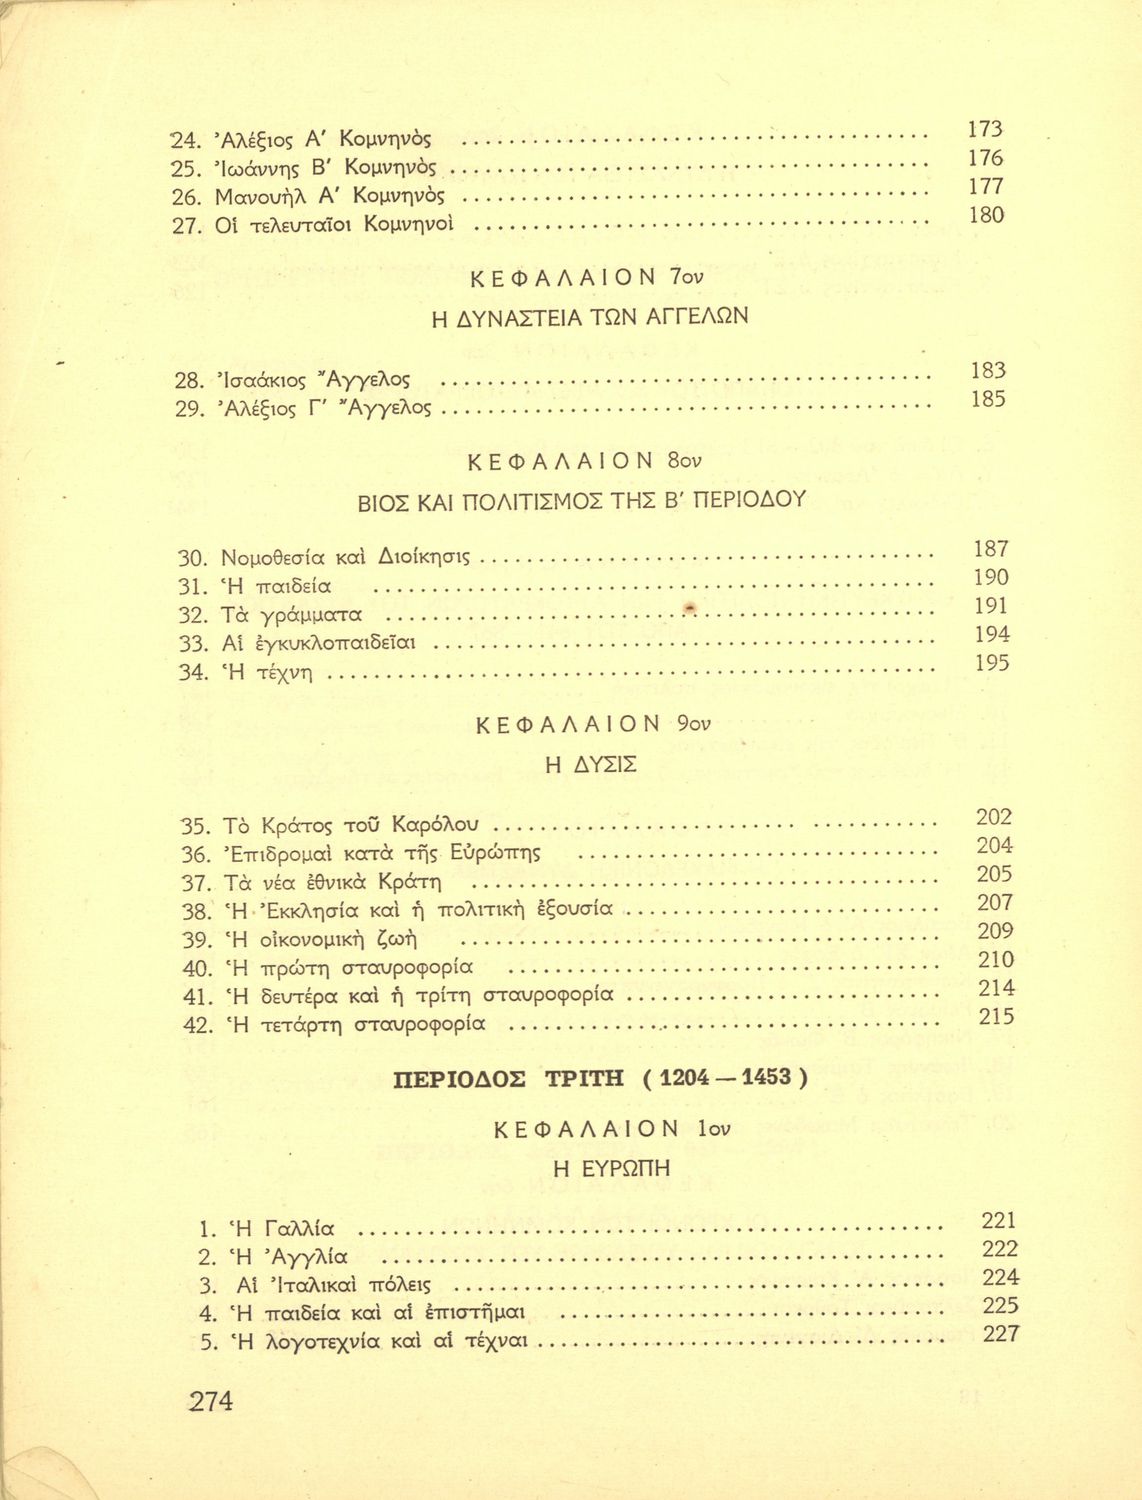 24. Ἀλέξιος Α' Κομνηνὸς .......... 173
25. Ἰωάννης Β' Κομνηνὸς .......... 176
26. Μανουὴλ Α' Κομνηνὸς .......... 177
27. Οἱ τελευταῖοι Κομνηνοὶ .......... 180
ΚΕΦΑΛΑΙΟΝ 7ον
Η ΔΥΝΑΣΤΕΙΑ ΤΩΝ ΑΓΓΕΛΩΝ
28. Ἰσαάκιος Ἄγγελος .......... 183
29. Ἀλέξιος Γ' Ἄγγελος .......... 185
ΚΕΦΑΛΑΙΟΝ 8ον
ΒΙΟΣ ΚΑΙ ΠΟΛΙΤΙΣΜΟΣ ΤΗΣ Β' ΠΕΡΙΟΔΟΥ
30. Νομοθεσία καὶ Διοίκησις .......... 187
31. Ἡ παιδεία .......... 190
32. Τὰ γράμματα .......... 191
33. Αἱ ἐγκυκλοπαιδεῖαι .......... 194
34. Ἡ τέχνη .......... 195
ΚΕΦΑΛΑΙΟΝ 9ον
Η ΔΥΣΙΣ
35. Τὸ Κράτος τοῦ Καρόλου .......... 202
36. Ἐπιδρομαὶ κατὰ τῆς Εὐρώπης .......... 204
37. Τὰ νέα ἐθνικὰ Κράτη .......... 205
38. Ἡ Ἐκκλησία καὶ ἡ πολιτικὴ ἐξουσία .......... 207
39. Ἡ οἰκονομικὴ ζωὴ .......... 209
40. Ἡ πρώτη σταυροφορία .......... 210
41. Ἡ δευτέρα καὶ ἡ τρίτη σταυροφορία .......... 214
42. Ἡ τετάρτη σταυροφορία .......... 215
ΠΕΡΙΟΔΟΣ ΤΡΙΤΗ (1204 — 1453)
ΚΕΦΑΛΑΙΟΝ 1ον
Η ΕΥΡΩΠΗ
1. Ἡ Γαλλία .......... 221
2. Ἡ Ἀγγλία .......... 222
3. Αἱ Ἰταλικαὶ πόλεις .......... 224
4. Ἡ παιδεία καὶ αἱ ἐπιστῆμαι .......... 225
5. Ἡ λογοτεχνία καὶ αἱ τέχναι .......... 227
274